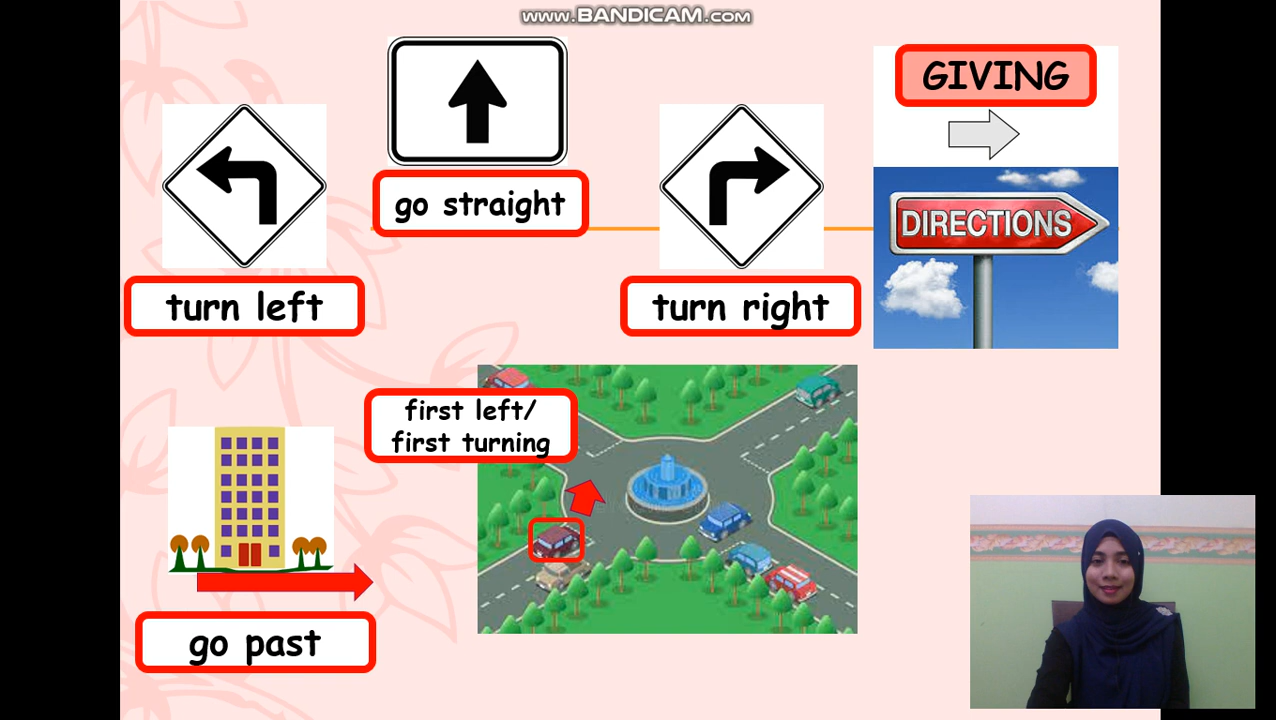 www.BANDICAM.com
GIVING
DIRECTIONS
turn left
go straight
turn right
first left/
first turning
go past